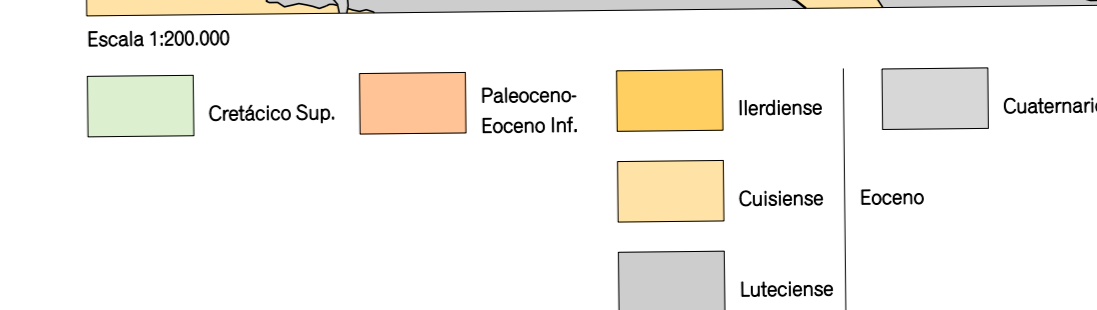 Escala 1:200.000
Cretácico Sup.
Paleoceno-
Eoceno Inf.
Ilerdiense
Cuisiense
Luteciense
Eoceno